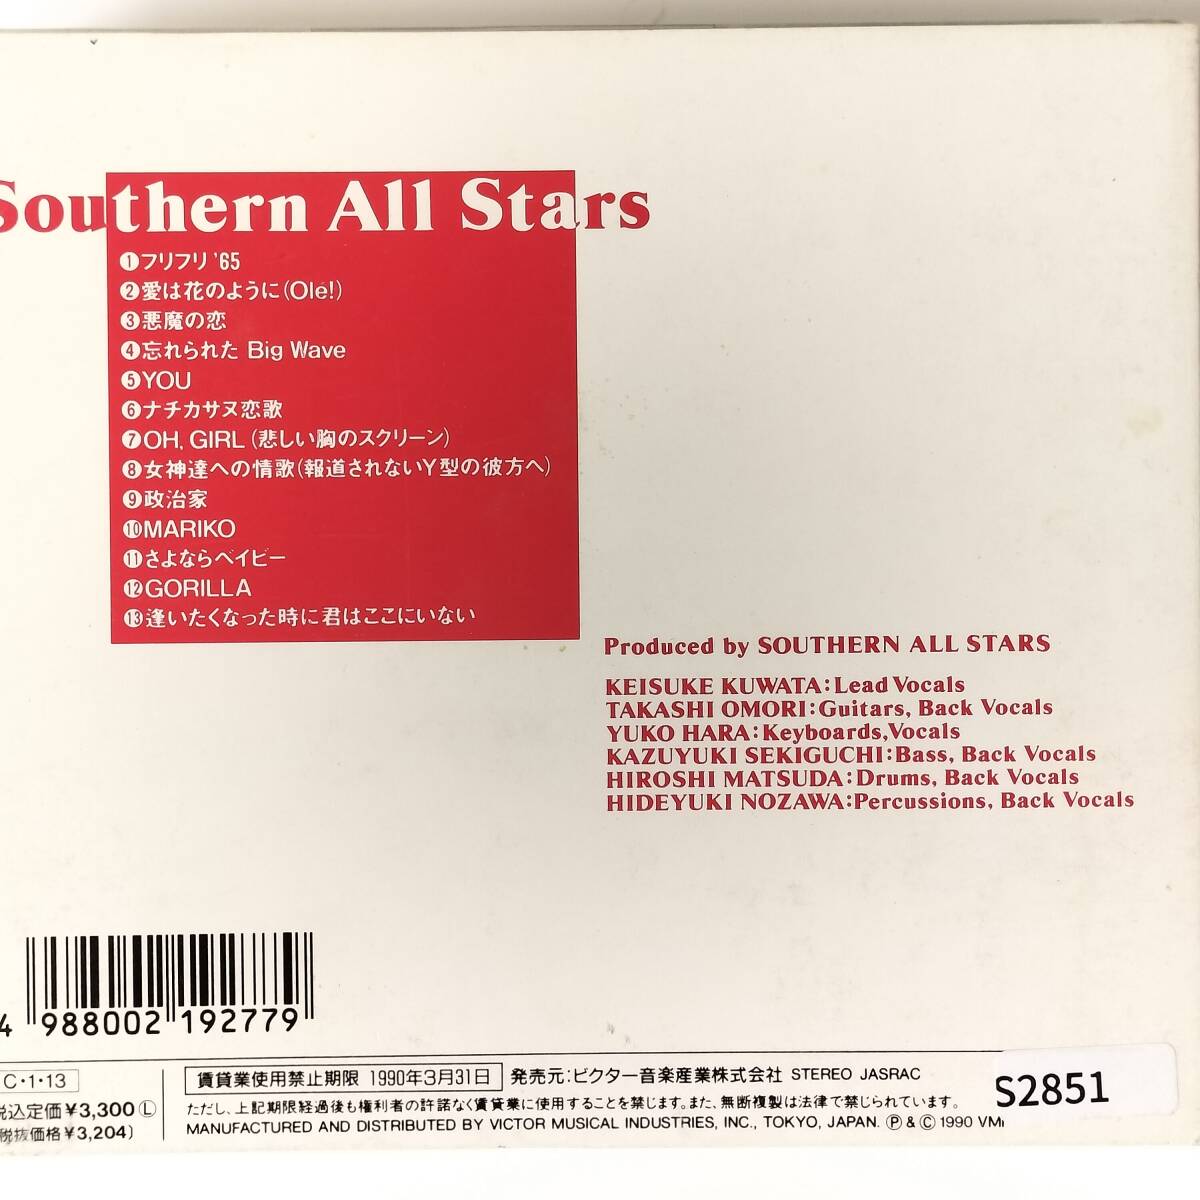 Southern All Stars
❶フリフリ '65
❷愛は花のように(Olé!)
❸悪魔の恋
❹忘れられた Big Wave
❺YOU
❻ナチカサヌ恋歌
❼OH, GIRL (悲しい胸のスクリーン)
❽女神達への情歌(報道されないY型の彼方へ)
❾政治家
❿MARIKO
⓫さよならベイビー
⓬GORILLA
⓭逢いたくなった時に君はここにいない
Produced by SOUTHERN ALL STARS
KEISUKE KUWATA:Lead Vocals
TAKASHI OMORI:Guitars, Back Vocals
YUKO HARA:Keyboards,Vocals
KAZUYUKI SEKIGUCHI:Bass, Back Vocals
HIROSHI MATSUDA:Drums, Back Vocals
HIDEYUKI NOZAWA:Percussions, Back Vocals
4 988002 192779
C・1・13
賃貸業使用禁止期限 1990年3月31日 発売元:ビクター音楽産業株式会社 STEREO JASRAC
税込定価¥3,300Ⓛ
ただし、上記期限経過後も権利者の許諾なく賃貸業に使用することを禁じます。また、無断複製は法律で禁じられています。
税抜価格¥3,204)
MANUFACTURED AND DISTRIBUTED BY VICTOR MUSICAL INDUSTRIES, INC., TOKYO, JAPAN. Ⓟ & Ⓒ 1990
S2851